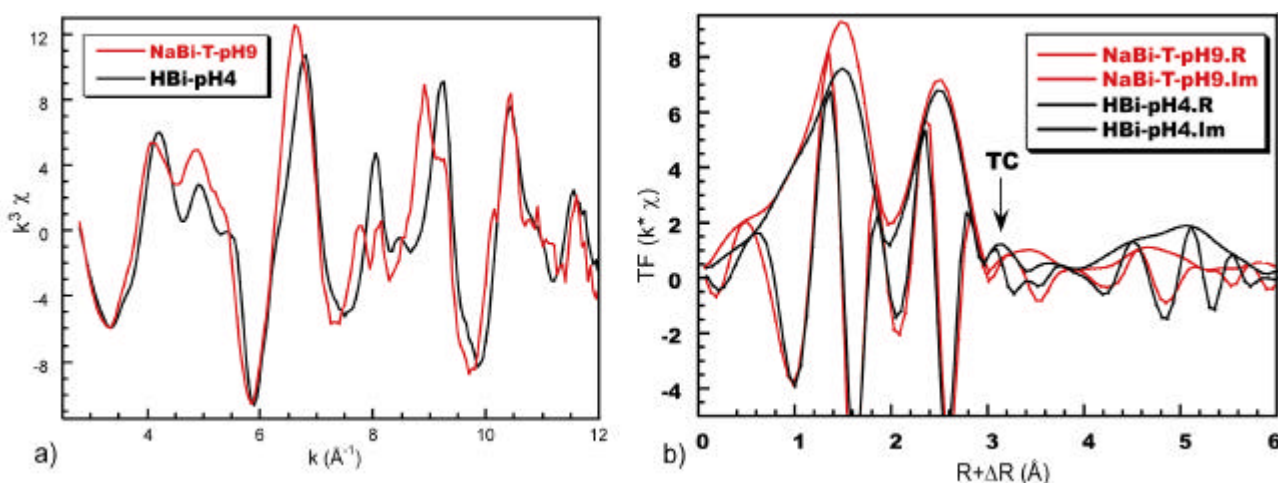 12
8
4
0
-4
-8
k³ χ
NaBi-T-pH9
HBi-pH4
4
6
8
10
12
k (Å⁻¹)
a)
8
6
4
2
0
-2
-4
TF (k* χ)
NaBi-T-pH9.R
NaBi-T-pH9.Im
HBi-pH4.R
HBi-pH4.Im
TC
0
1
2
3
4
5
6
R+ΔR (Å)
b)